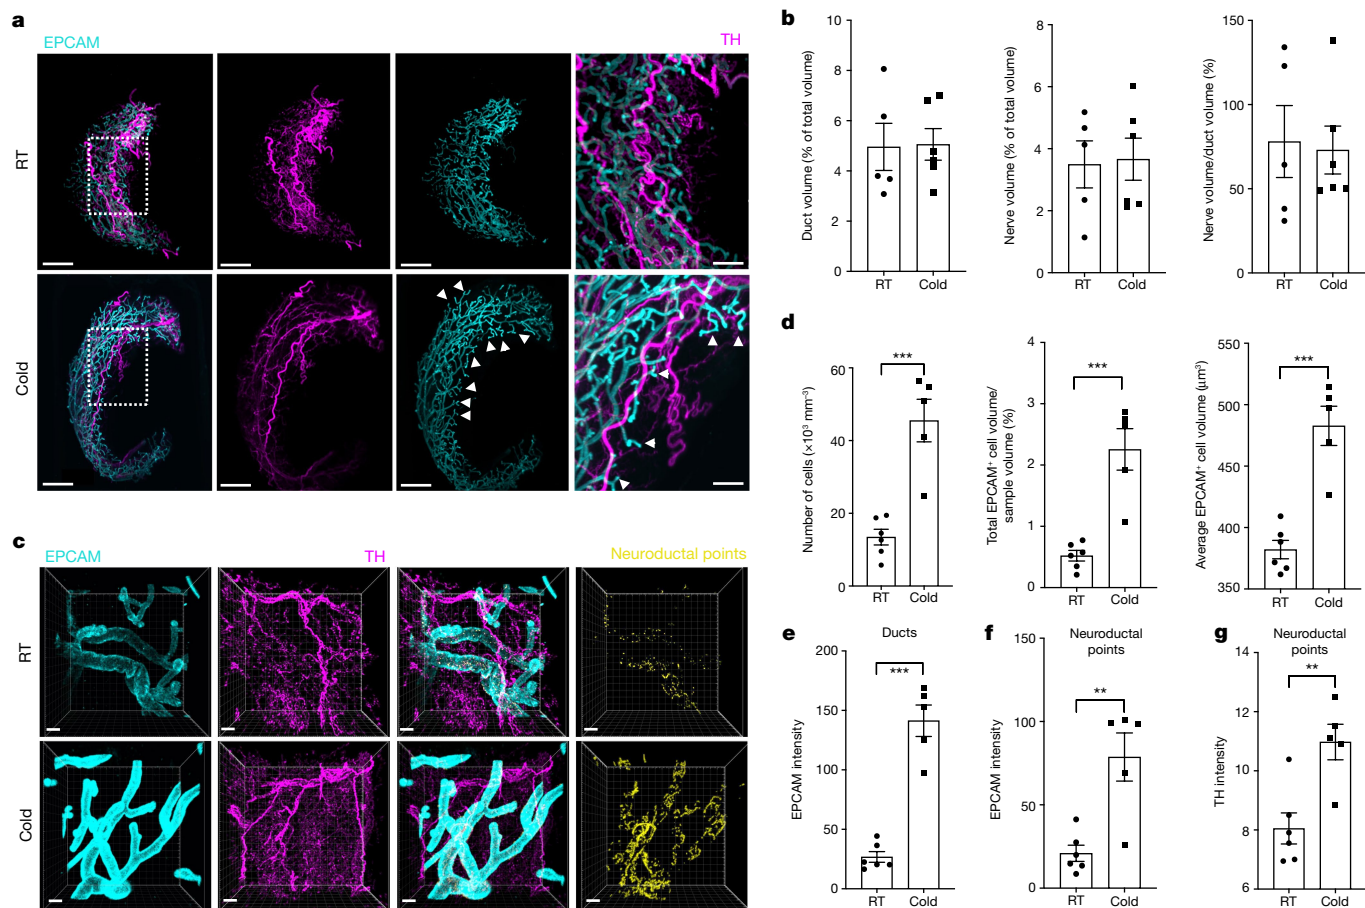 a
EPCAM
TH
RT
Cold
b
Duct volume (% of total volume)
10
8
6
4
2
0
RT
Cold
Nerve volume (% of total volume)
8
6
4
2
0
RT
Cold
Nerve volume/duct volume (%)
150
100
50
0
RT
Cold
c
EPCAM
TH
Neuroductal points
RT
Cold
d
Number of cells (×10³ mm⁻³)
60
40
20
0
***
RT
Cold
Total EPCAM⁺ cell volume/
sample volume (%)
4
3
2
1
0
***
RT
Cold
Average EPCAM⁺ cell volume (µm³)
550
500
450
400
350
***
RT
Cold
e
Ducts
EPCAM intensity
200
150
100
50
0
***
RT
Cold
f
Neuroductal
points
EPCAM intensity
150
100
50
0
**
RT
Cold
g
Neuroductal
points
TH intensity
14
12
10
8
6
**
RT
Cold